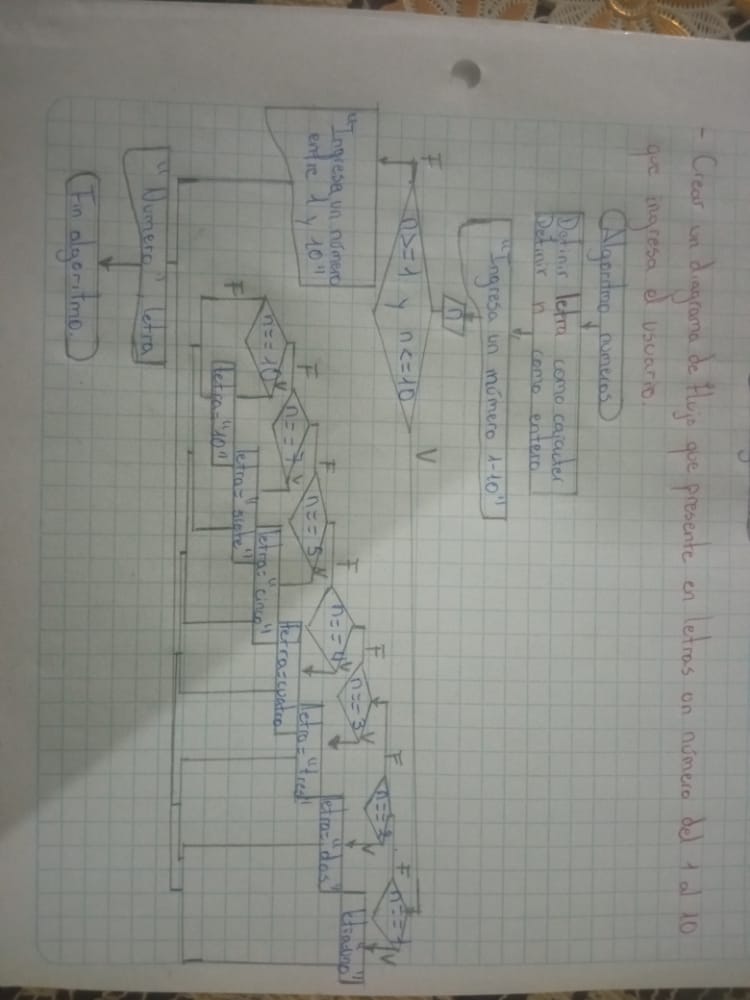 - Crear un diagrama de flujo que presente en letras un número del 1 al 10
que ingresa el usuario.
Algoritmo numeros
Definir letra como caracter
Definir n como entero
"Ingresa un número 1-10"
n
n>=1 y n<=10
F
V
"Ingresa un número
entre 1 y 10"
n==1
F
V
letra="uno"
n==2
F
V
letra="dos"
n==3
F
V
letra="tres"
n==4
F
V
letra=cuatro
n==5
F
V
letra="cinco"
n==7
F
V
letra="siete"
n==10
F
V
letra="10"
"Numero" letra
Fin algoritmo.